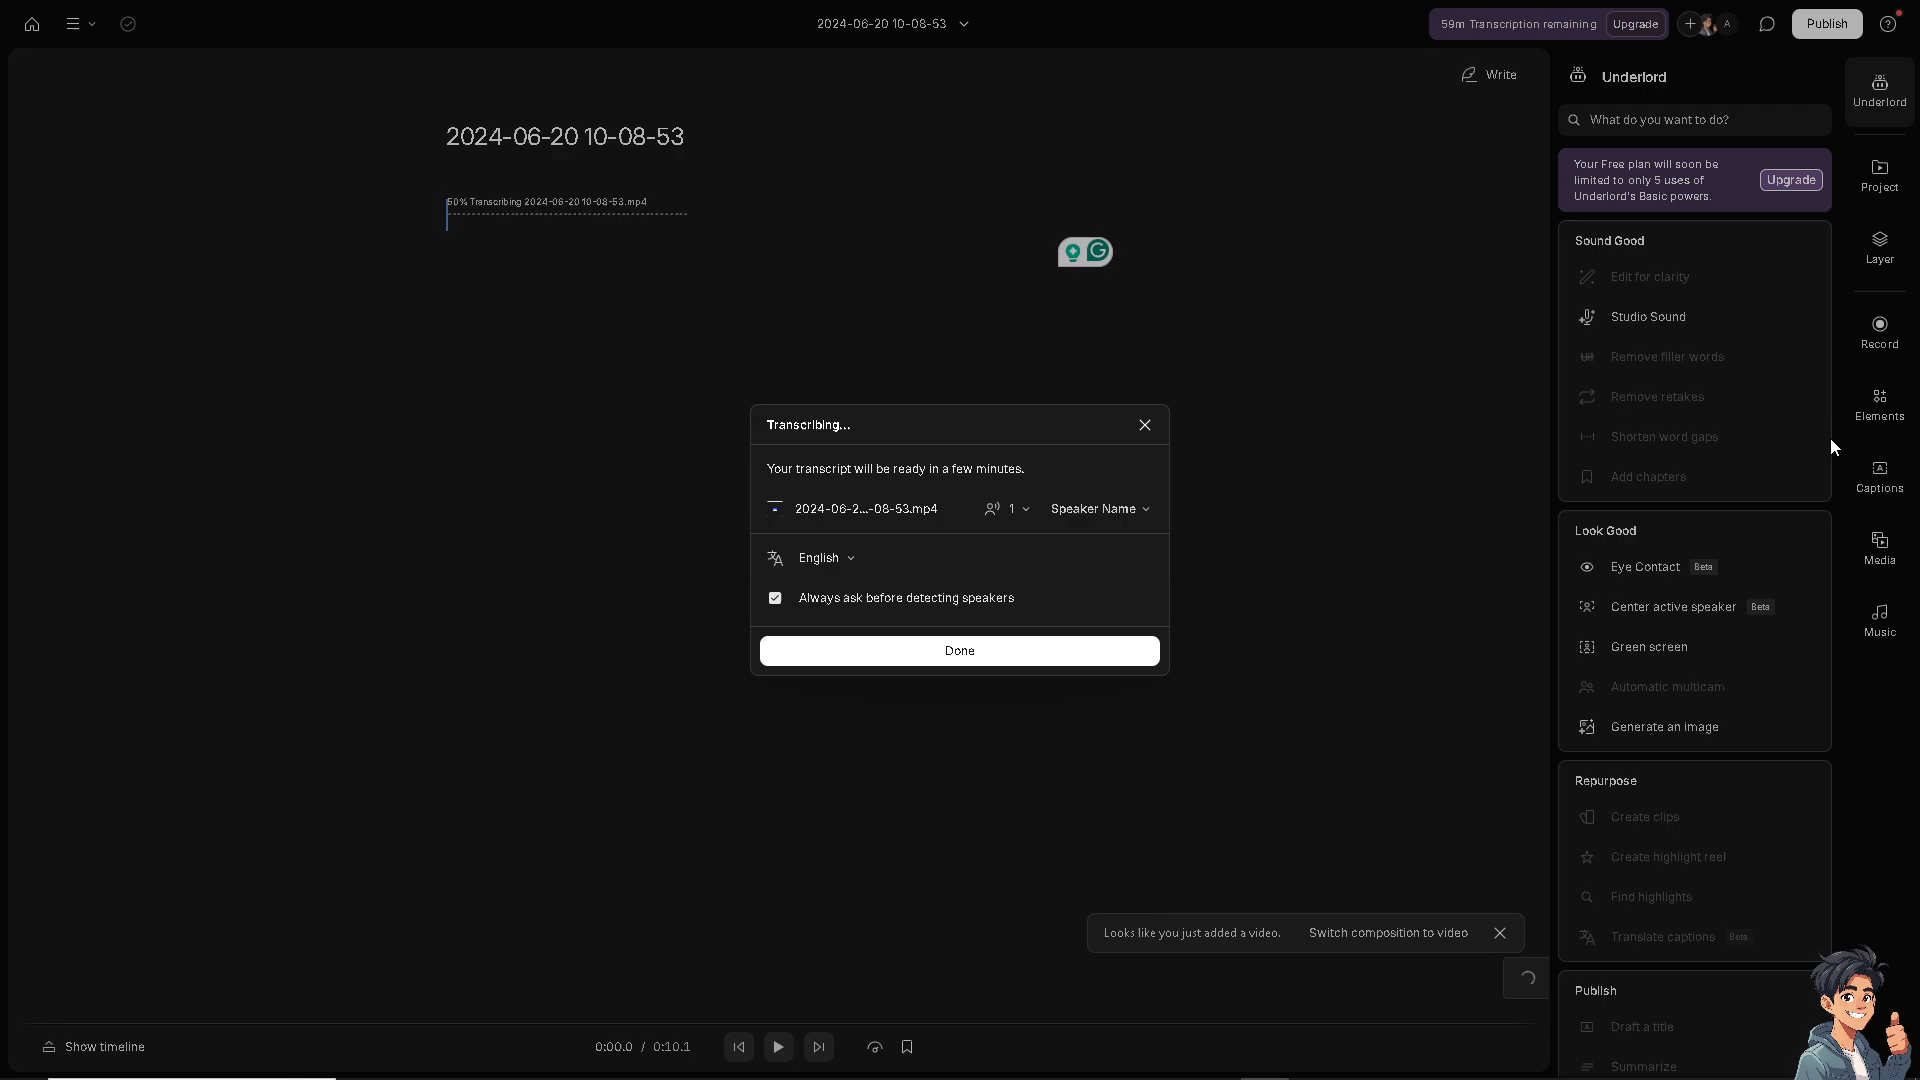 2024-06-20 10-08-53
59m Transcription remaining
Upgrade
A
Publish
Write
2024-06-20 10-08-53
50% Transcribing 2024-06-20 10-08-53.mp4
Transcribing...
Your transcript will be ready in a few minutes.
2024-06-2...-08-53.mp4
1
Speaker Name
English
Always ask before detecting speakers
Done
Looks like you just added a video.
Switch composition to video
Show timeline
0:00.0 / 0:10.1
Underlord
What do you want to do?
Your Free plan will soon be
limited to only 5 uses of
Underlord's Basic powers.
Upgrade
Sound Good
Edit for clarity
Studio Sound
Remove filler words
Remove retakes
Shorten word gaps
Add chapters
Look Good
Eye Contact Beta
Center active speaker Beta
Green screen
Automatic multicam
Generate an image
Repurpose
Create clips
Create highlight reel
Find highlights
Translate captions Beta
Publish
Draft a title
Summarize
Underlord
Project
Layer
Record
Elements
Captions
Media
Music